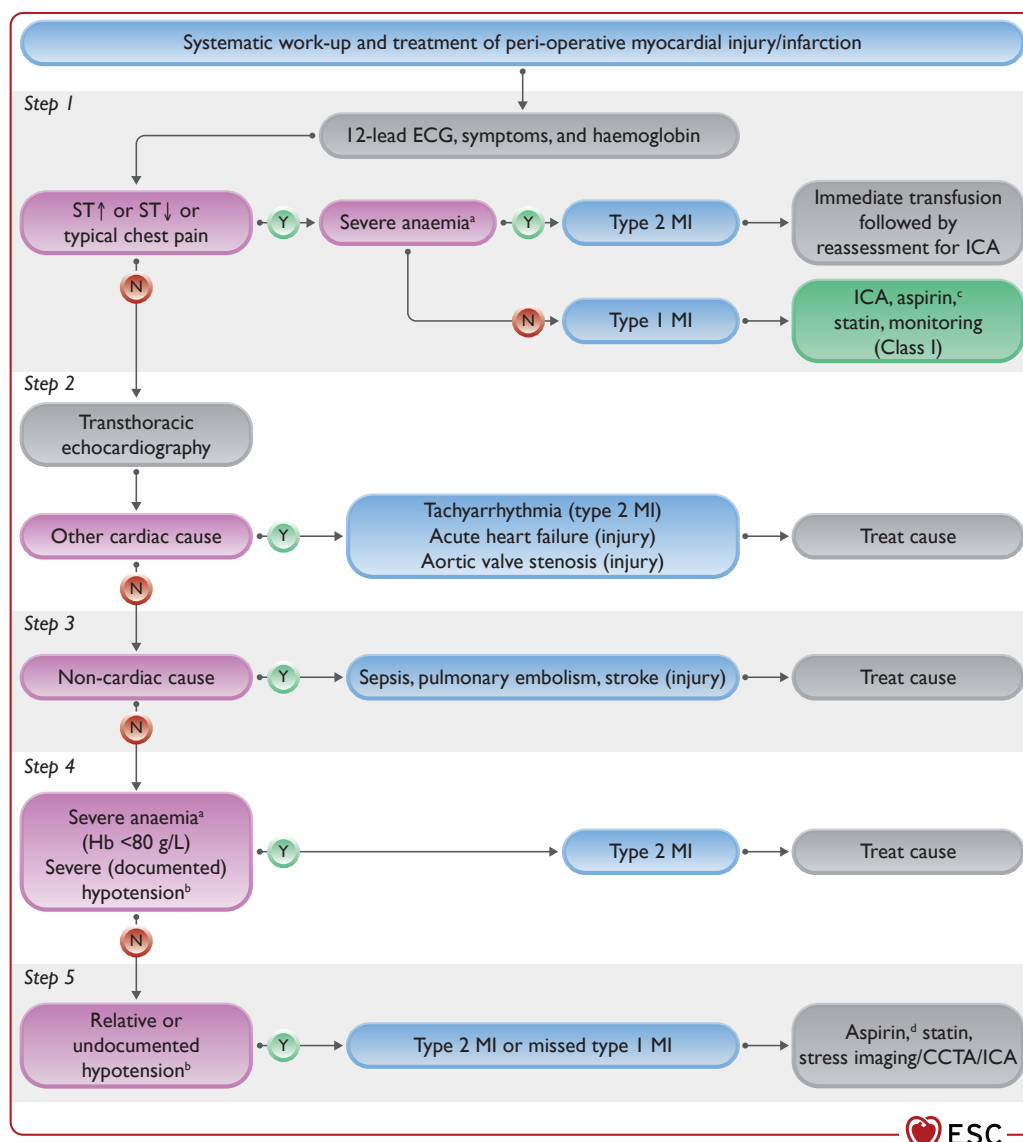 Systematic work-up and treatment of peri-operative myocardial injury/infarction
Step 1
12-lead ECG, symptoms, and haemoglobin
ST↑ or ST↓ or
typical chest pain
Y
Severe anaemiaᵃ
Y
Type 2 MI
Immediate transfusion
followed by
reassessment for ICA
N
N
Type 1 MI
ICA, aspirin,ᶜ
statin, monitoring
(Class I)
Step 2
Transthoracic
echocardiography
Other cardiac cause
Y
Tachyarrhythmia (type 2 MI)
Acute heart failure (injury)
Aortic valve stenosis (injury)
Treat cause
N
Step 3
Non-cardiac cause
Y
Sepsis, pulmonary embolism, stroke (injury)
Treat cause
N
Step 4
Severe anaemiaᵃ
(Hb <80 g/L)
Severe (documented)
hypotensionᵇ
Y
Type 2 MI
Treat cause
N
Step 5
Relative or
undocumented
hypotensionᵇ
Y
Type 2 MI or missed type 1 MI
Aspirin,ᵈ statin,
stress imaging/CCTA/ICA
ESC